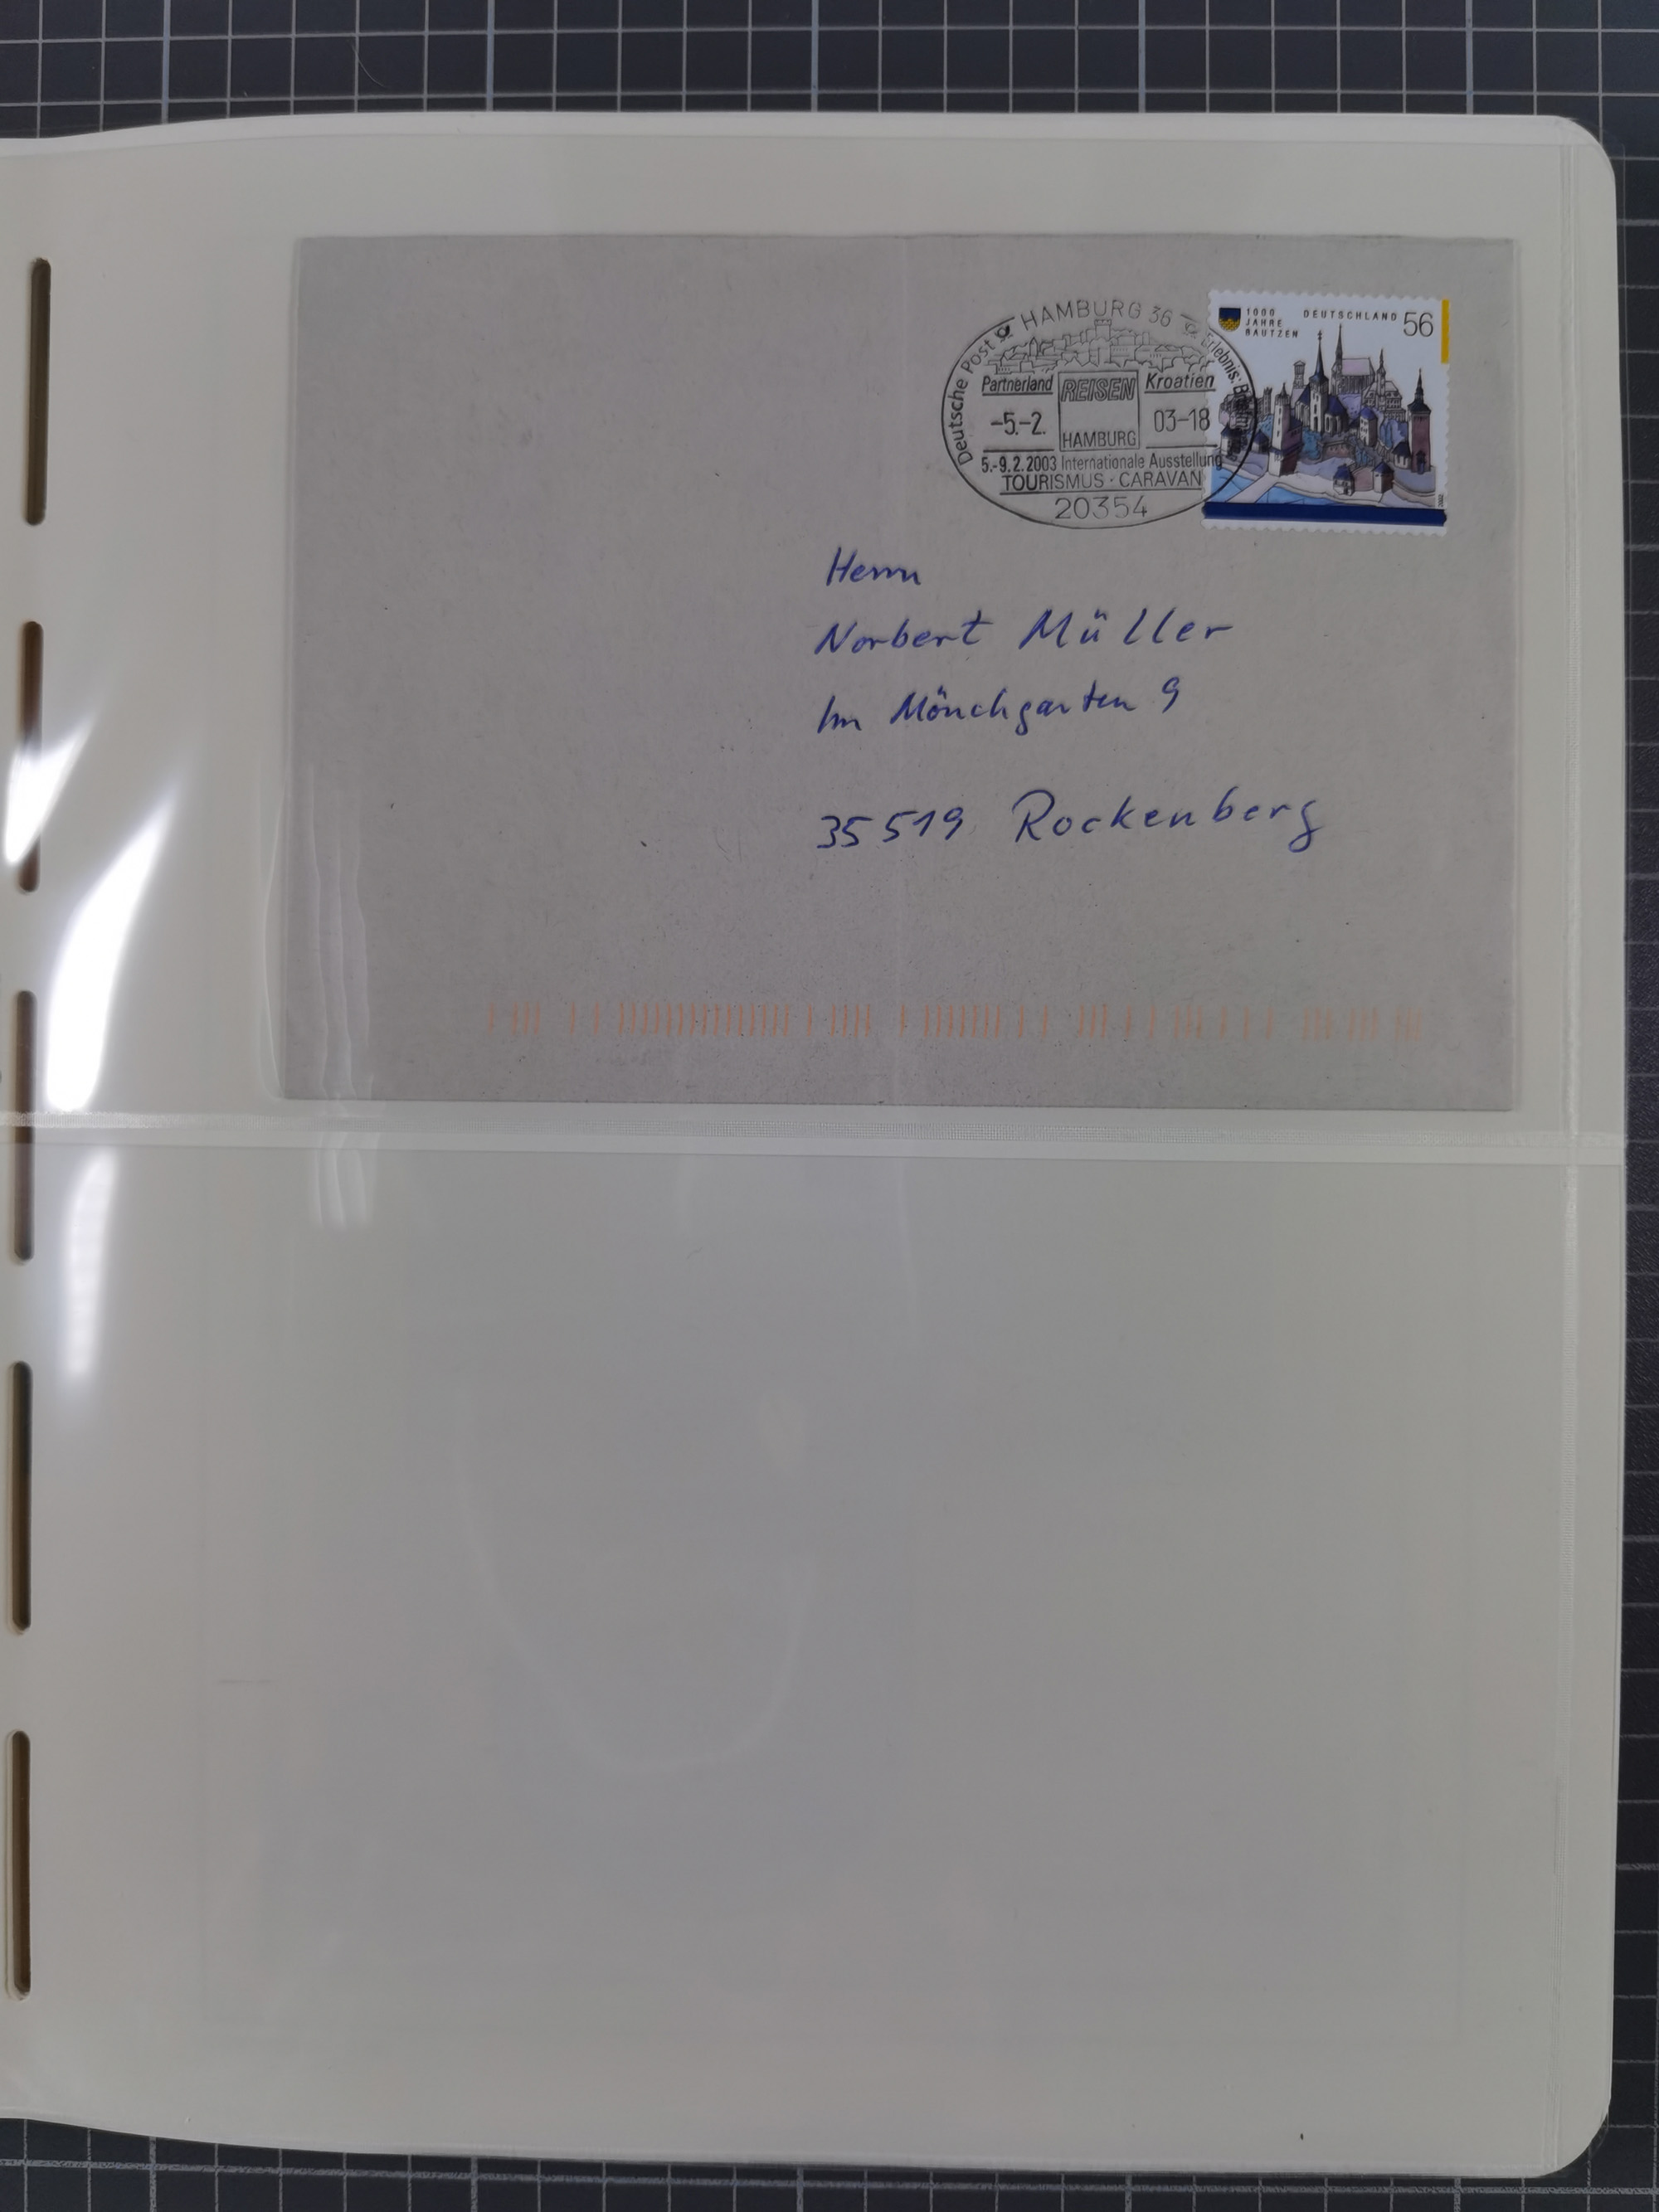 Deutsche Post HAMBURG 36 Erlebnis:
Partnerland REISEN Kroatien
-5.-2. HAMBURG 03-18
5.-9.2.2003 Internationale Ausstellung
TOURISMUS · CARAVAN
20354
1000 JAHRE BAUTZEN
DEUTSCHLAND 56
Herrn
Norbert Müller
Im Mönchgarten 9
35519 Rockenberg